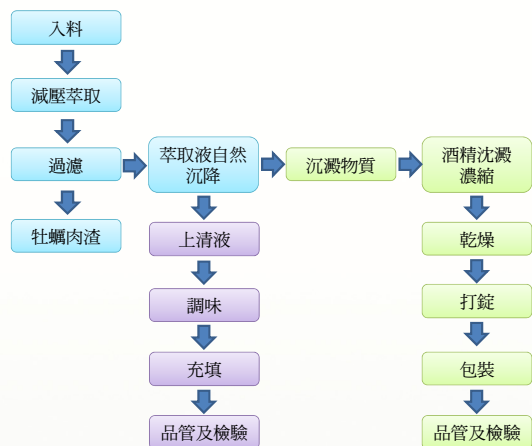 入料
減壓萃取
過濾
牡蠣肉渣
萃取液自然
沉降
上清液
調味
充填
品管及檢驗
沉澱物質
酒精沈澱
濃縮
乾燥
打錠
包裝
品管及檢驗